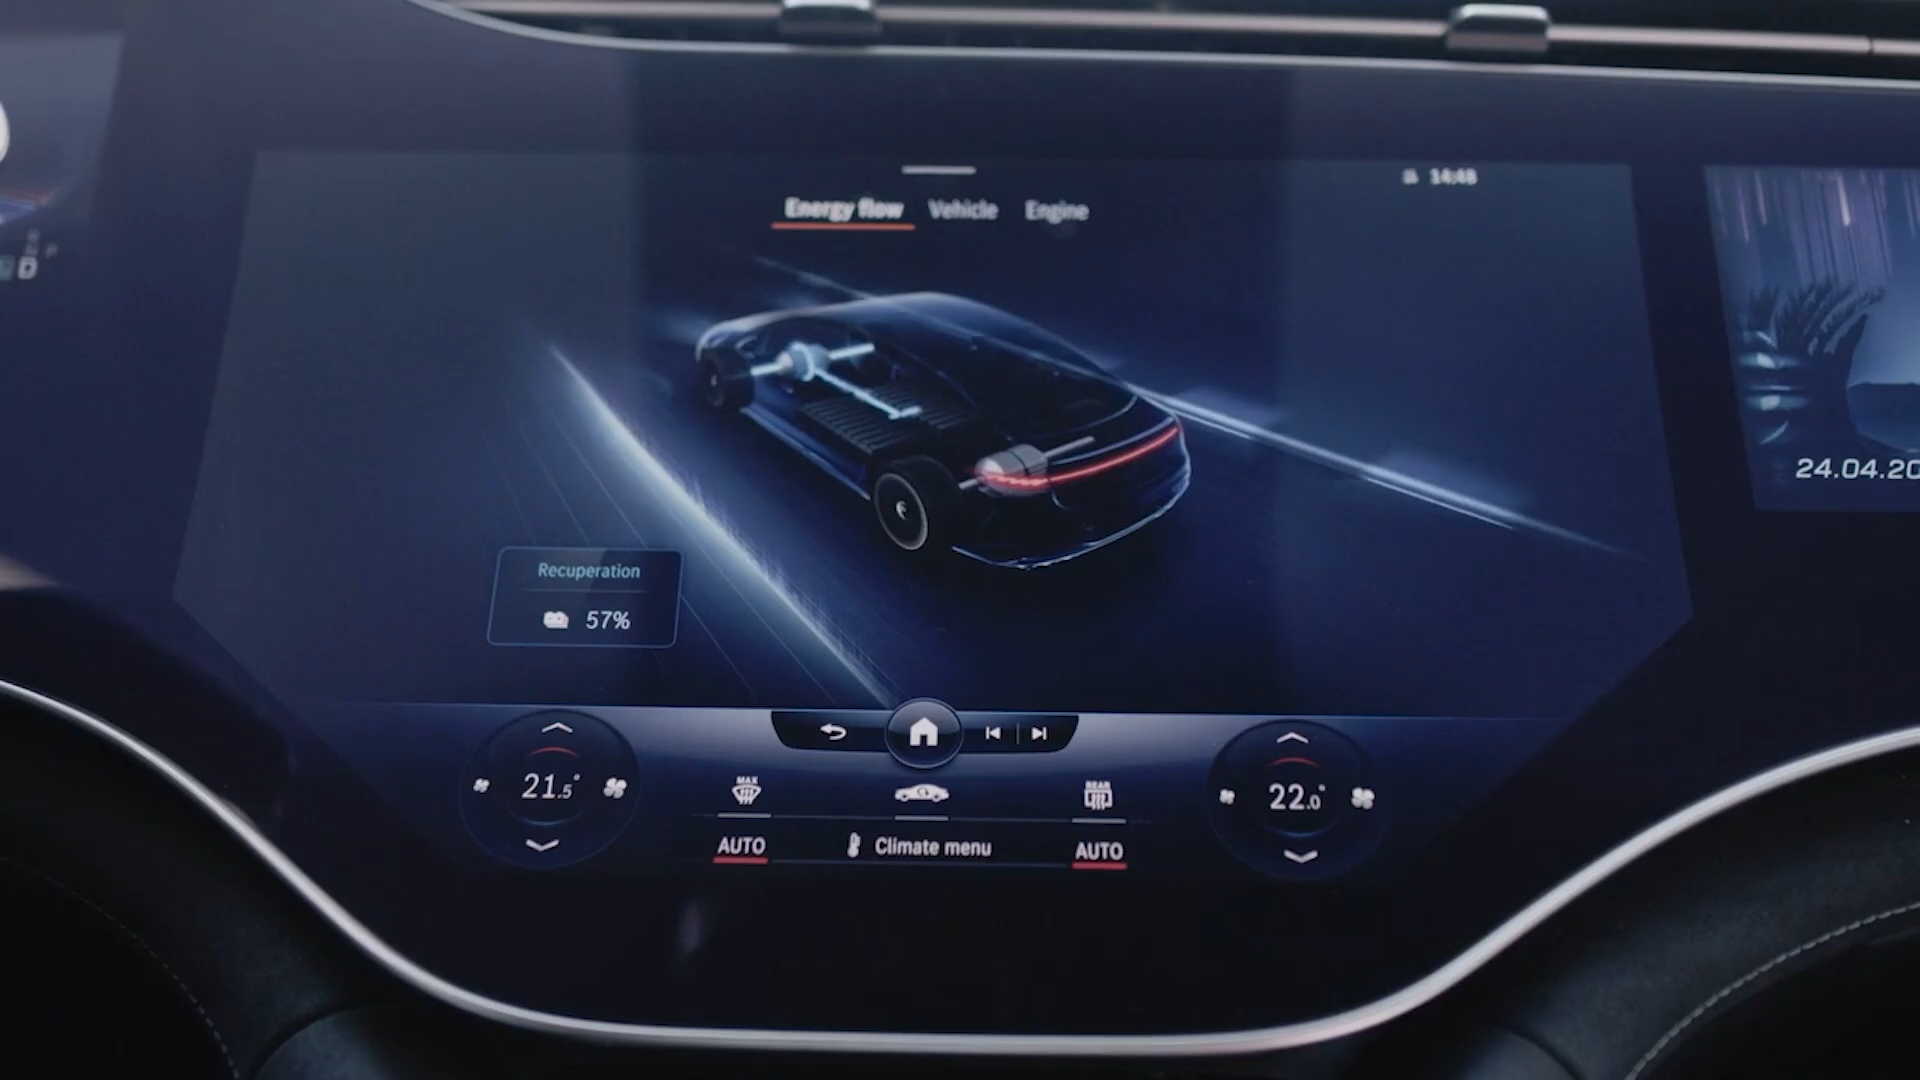 14:48
Energy flow Vehicle Engine
D
24.04.20
Recuperation
57%
21.5°
MAX
REAR
22.0°
AUTO
Climate menu
AUTO